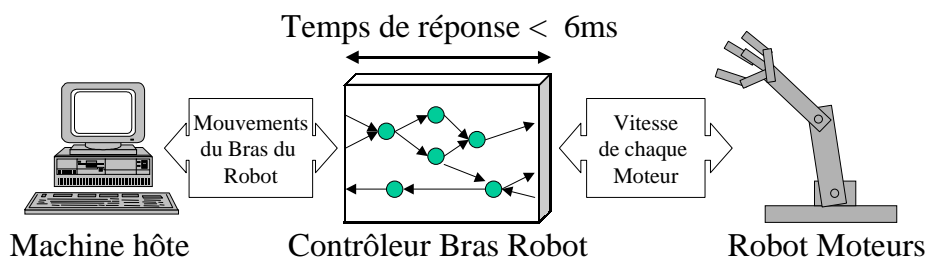 Temps de réponse < 6ms
Mouvements
du Bras du
Robot
Vitesse
de chaque
Moteur
Machine hôte
Contrôleur Bras Robot
Robot Moteurs